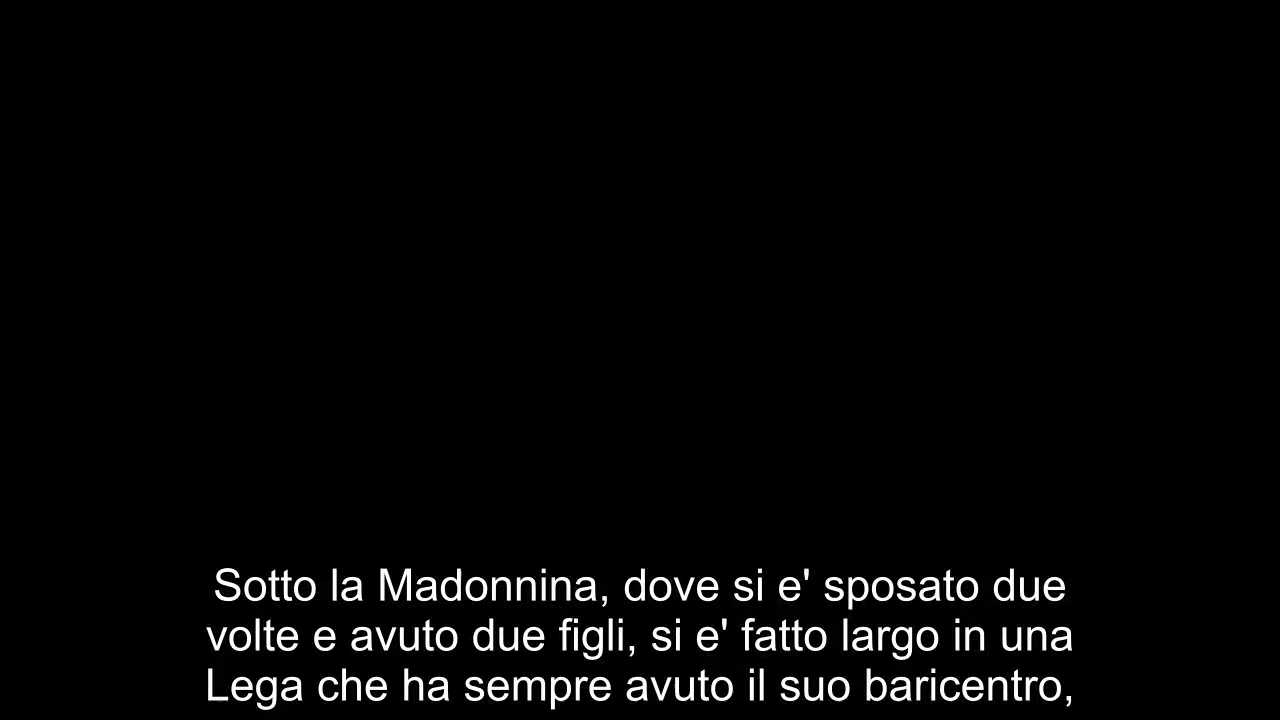 Sotto la Madonnina, dove si e' sposato due
volte e avuto due figli, si e' fatto largo in una
Lega che ha sempre avuto il suo baricentro,